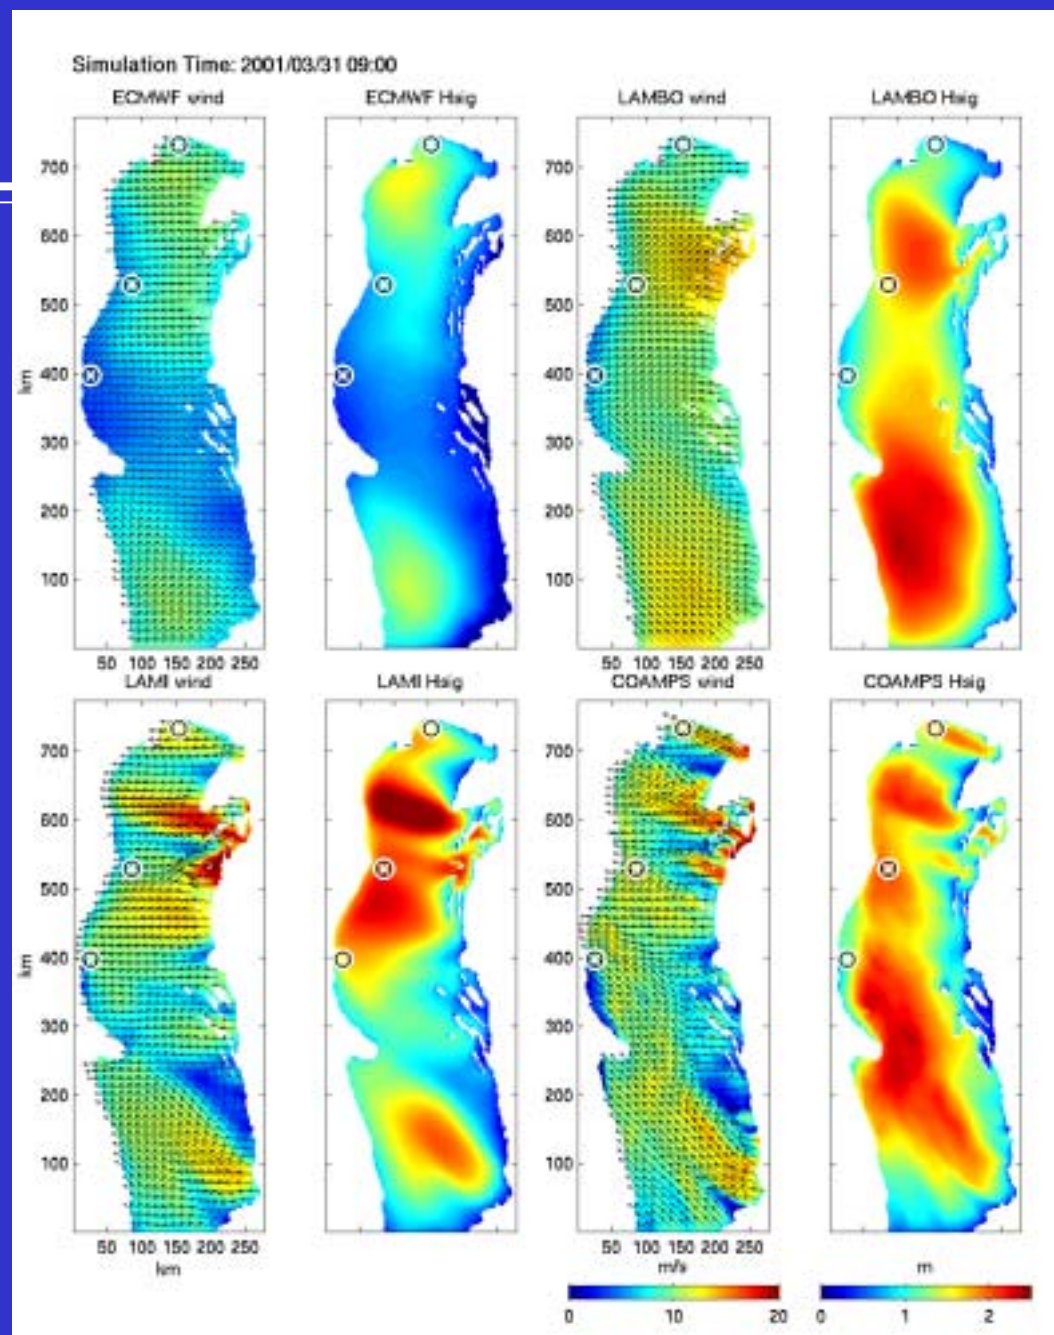 Simulation Time: 2001/03/31 09:00
ECMWF wind ECMWF Hsig LAMBO wind LAMBO Hsig
700
600
500
km
400
300
200
100
50 100 150 200 250 50 100 150 200 250
LAMI wind LAMI Hsig COAMPS wind COAMPS Hsig
700
600
500
km
400
300
200
100
50 100 150 200 250 50 100 150 200 250
km m/s m
0 10 20 0 1 2